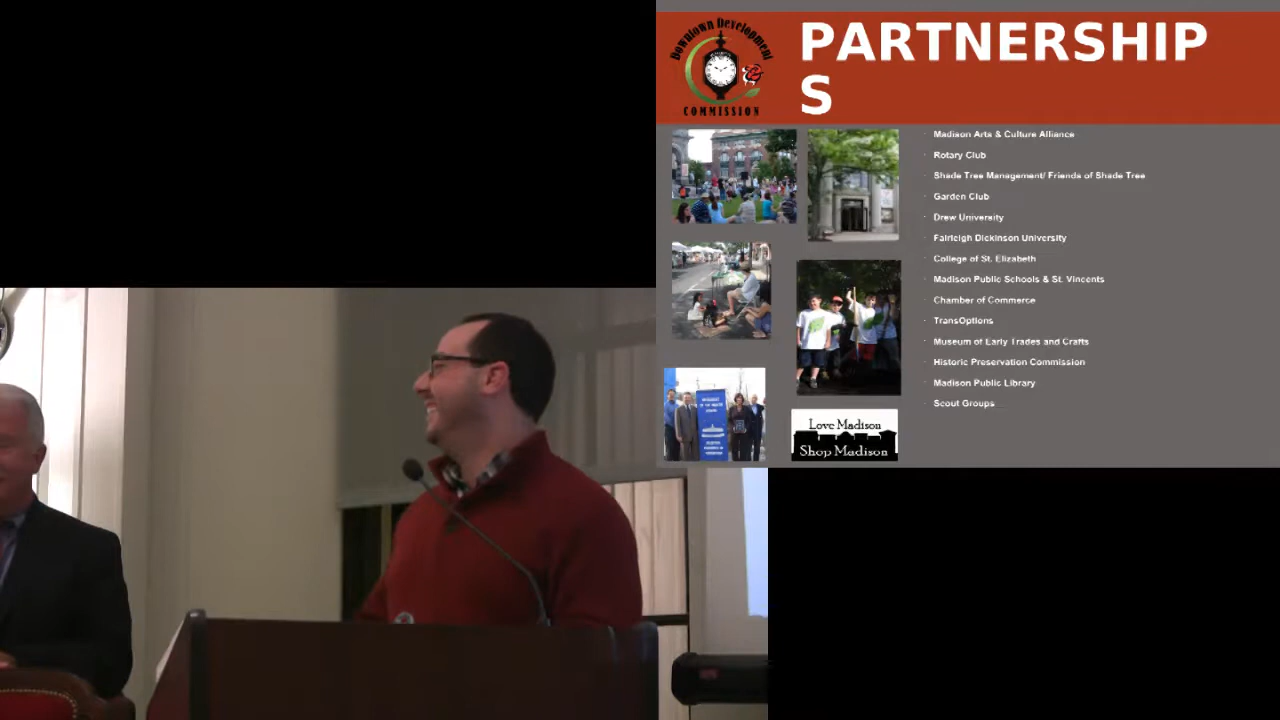 Downtown Development
COMMISSION
PARTNERSHIP
S
Madison Arts & Culture Alliance
Rotary Club
Shade Tree Management/ Friends of Shade Tree
Garden Club
Drew University
Fairleigh Dickinson University
College of St. Elizabeth
Madison Public Schools & St. Vincents
Chamber of Commerce
TransOptions
Museum of Early Trades and Crafts
Historic Preservation Commission
Madison Public Library
Scout Groups
Love Madison
Shop Madison